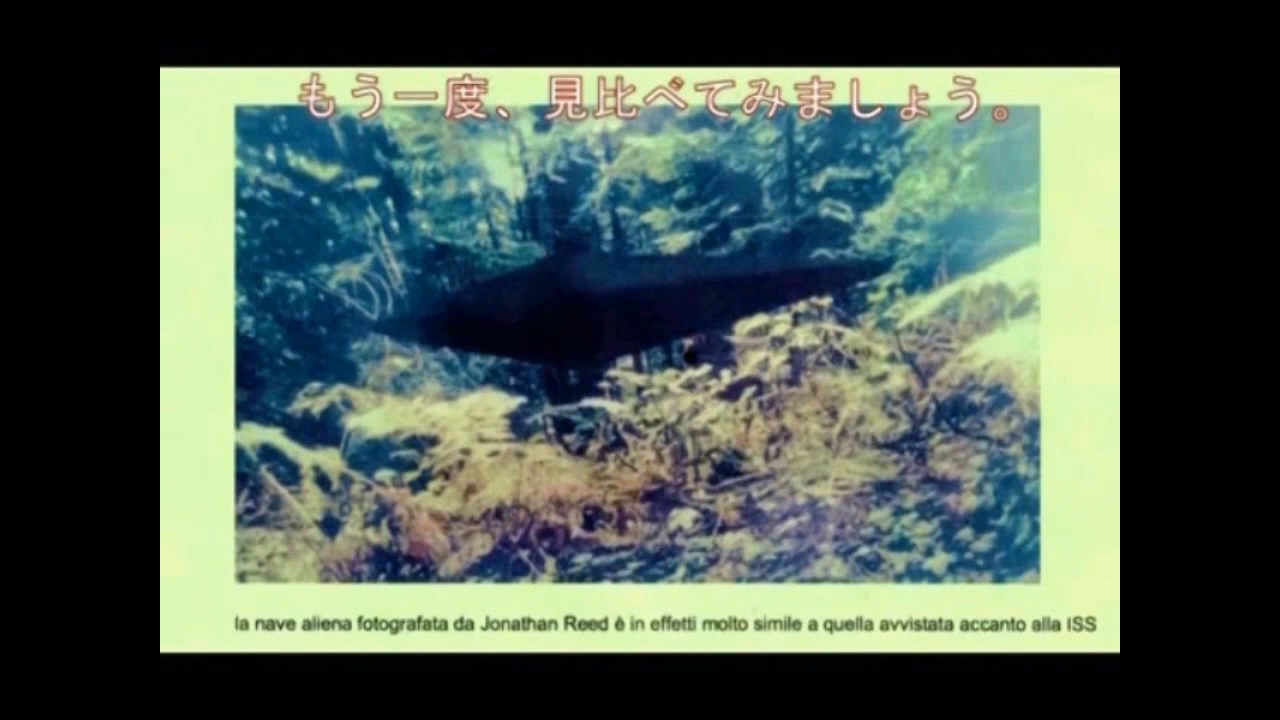 もう一度、見比べてみましょう。
la nave aliena fotografata da Jonathan Reed è in effetti molto simile a quella avvistata accanto alla ISS